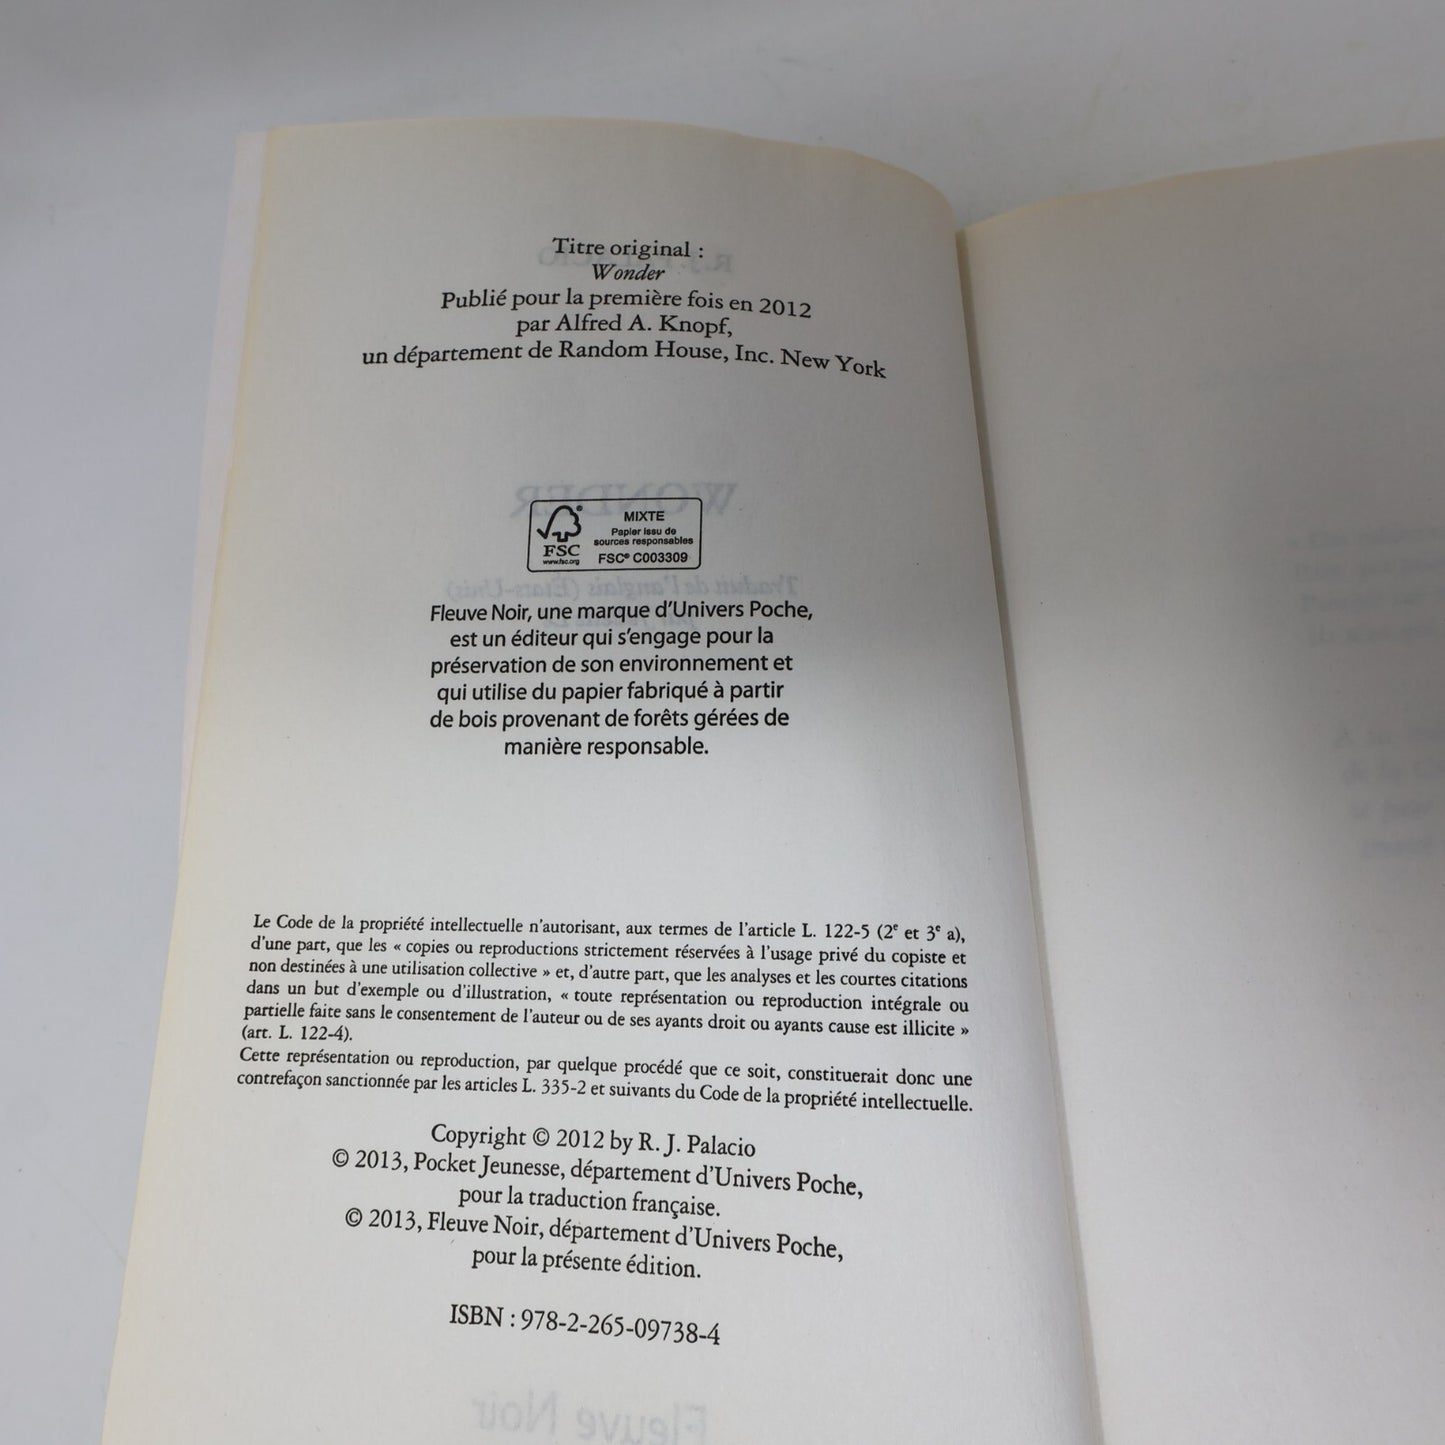 Titre original :
Wonder
Publié pour la première fois en 2012
par Alfred A. Knopf,
un département de Random House, Inc. New York
FSC
www.fsc.org
MIXTE
Papier issu de
sources responsables
FSC® C003309
Fleuve Noir, une marque d'Univers Poche,
est un éditeur qui s'engage pour la
préservation de son environnement et
qui utilise du papier fabriqué à partir
de bois provenant de forêts gérées de
manière responsable.
Le Code de la propriété intellectuelle n'autorisant, aux termes de l'article L. 122-5 (2e et 3e a),
d'une part, que les « copies ou reproductions strictement réservées à l'usage privé du copiste et
non destinées à une utilisation collective » et, d'autre part, que les analyses et les courtes citations
dans un but d'exemple ou d'illustration, « toute représentation ou reproduction intégrale ou
partielle faite sans le consentement de l'auteur ou de ses ayants droit ou ayants cause est illicite »
(art. L. 122-4).
Cette représentation ou reproduction, par quelque procédé que ce soit, constituerait donc une
contrefaçon sanctionnée par les articles L. 335-2 et suivants du Code de la propriété intellectuelle.
Copyright © 2012 by R. J. Palacio
© 2013, Pocket Jeunesse, département d'Univers Poche,
pour la traduction française.
© 2013, Fleuve Noir, département d'Univers Poche,
pour la présente édition.
ISBN : 978-2-265-09738-4